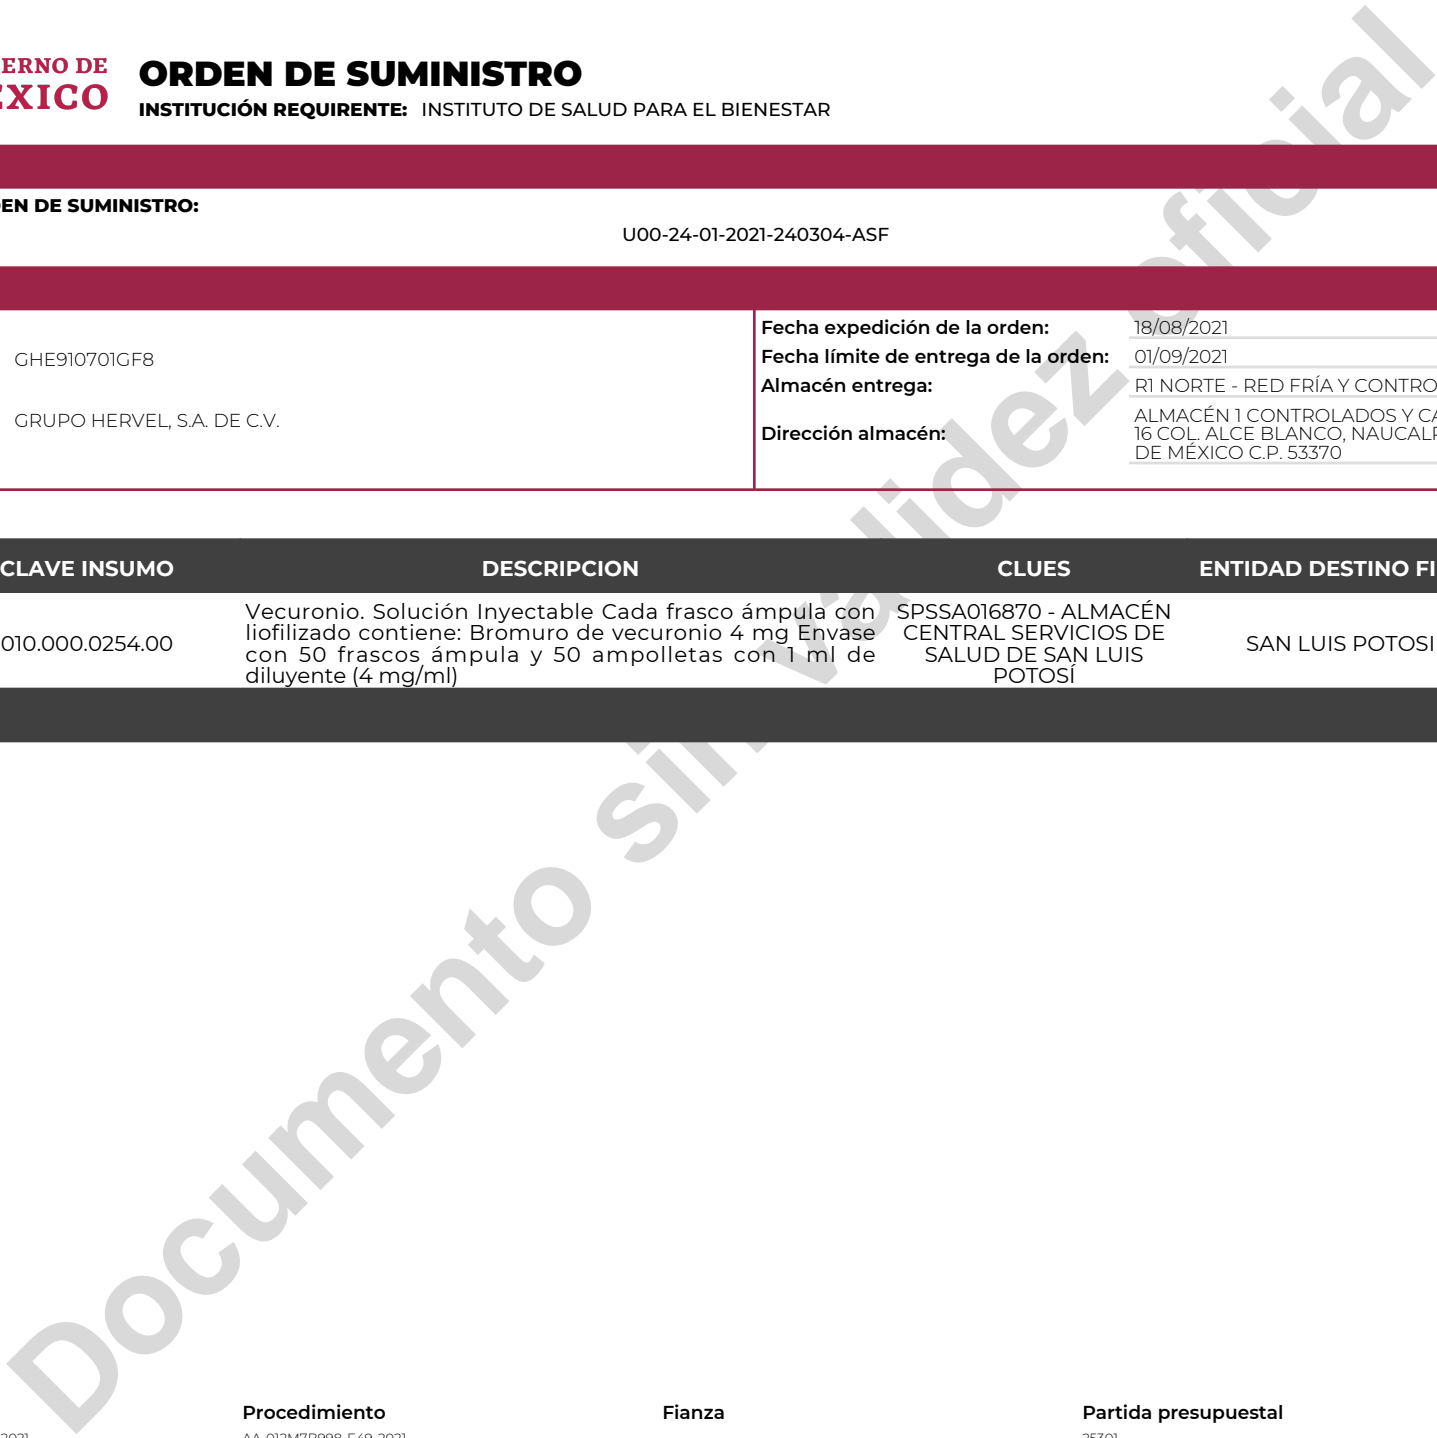 ERNO DE
ÉXICO
ORDEN DE SUMINISTRO
INSTITUCIÓN REQUIRENTE: INSTITUTO DE SALUD PARA EL BIENESTAR
EN DE SUMINISTRO:
U00-24-01-2021-240304-ASF
GHE910701GF8
GRUPO HERVEL, S.A. DE C.V.
Fecha expedición de la orden: 18/08/2021
Fecha límite de entrega de la orden: 01/09/2021
Almacén entrega: R1 NORTE - RED FRÍA Y CONTRO
Dirección almacén: ALMACÉN 1 CONTROLADOS Y CA
16 COL. ALCE BLANCO, NAUCALP
DE MÉXICO C.P. 53370
CLAVE INSUMO DESCRIPCION CLUES ENTIDAD DESTINO FI
010.000.0254.00
Vecuronio. Solución Inyectable Cada frasco ámpula con
liofilizado contiene: Bromuro de vecuronio 4 mg Envase
con 50 frascos ámpula y 50 ampolletas con 1 ml de
diluyente (4 mg/ml)
SPSSA016870 - ALMACÉN
CENTRAL SERVICIOS DE
SALUD DE SAN LUIS
POTOSÍ
SAN LUIS POTOSI
Documento sin validez oficial
Procedimiento Fianza Partida presupuestal